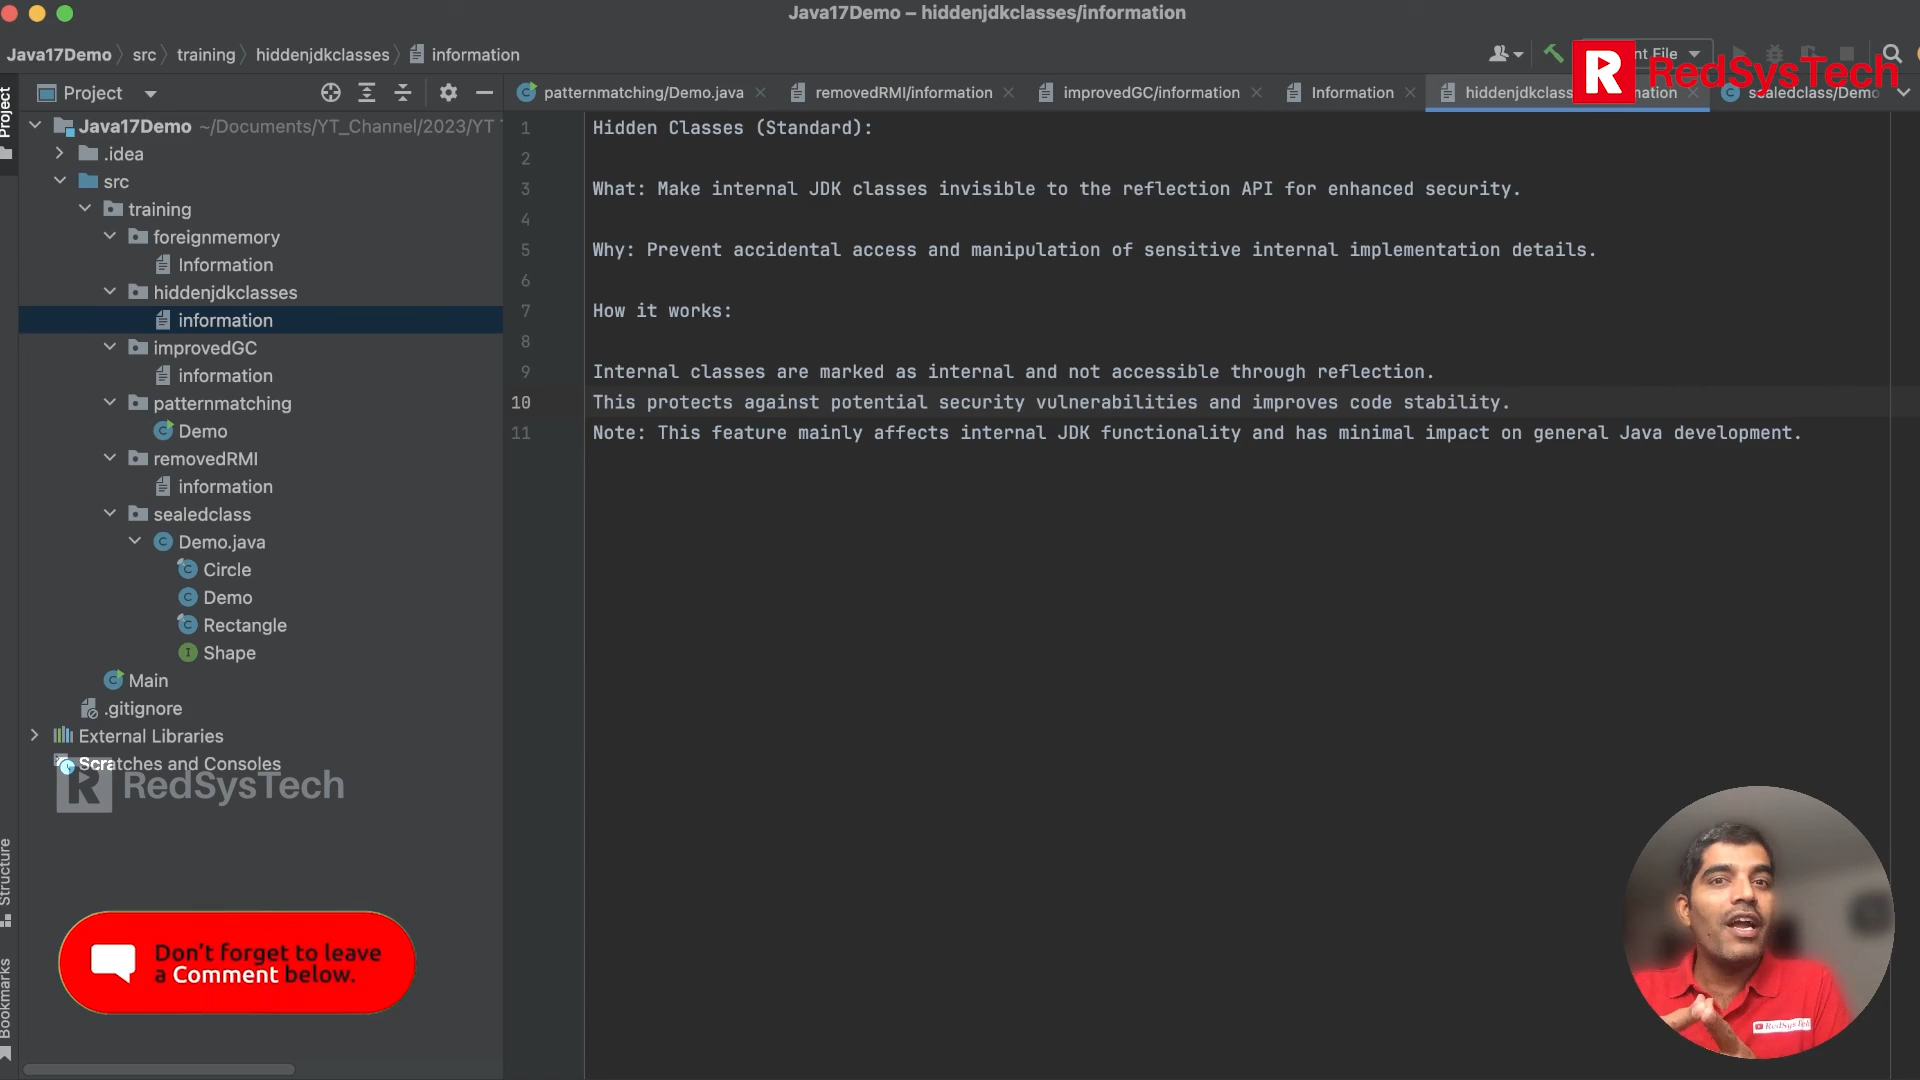 Java17Demo – hiddenjdkclasses/information
Java17Demo
src
training
hiddenjdkclasses
information
nt File
RedSysTech
Project
Project
patternmatching/Demo.java
removedRMI/information
improvedGC/information
Information
hiddenjdkclass
mation
sealedclass/Demo
Java17Demo ~/Documents/YT_Channel/2023/YT
.idea
src
training
foreignmemory
Information
hiddenjdkclasses
information
improvedGC
information
patternmatching
Demo
removedRMI
information
sealedclass
Demo.java
Circle
Demo
Rectangle
Shape
Main
.gitignore
External Libraries
Scratches and Consoles
RedSysTech
Structure
Bookmarks
1 Hidden Classes (Standard):
2
3 What: Make internal JDK classes invisible to the reflection API for enhanced security.
4
5 Why: Prevent accidental access and manipulation of sensitive internal implementation details.
6
7 How it works:
8
9 Internal classes are marked as internal and not accessible through reflection.
10 This protects against potential security vulnerabilities and improves code stability.
11 Note: This feature mainly affects internal JDK functionality and has minimal impact on general Java development.
Don't forget to leave
a Comment below.
RedSysTech